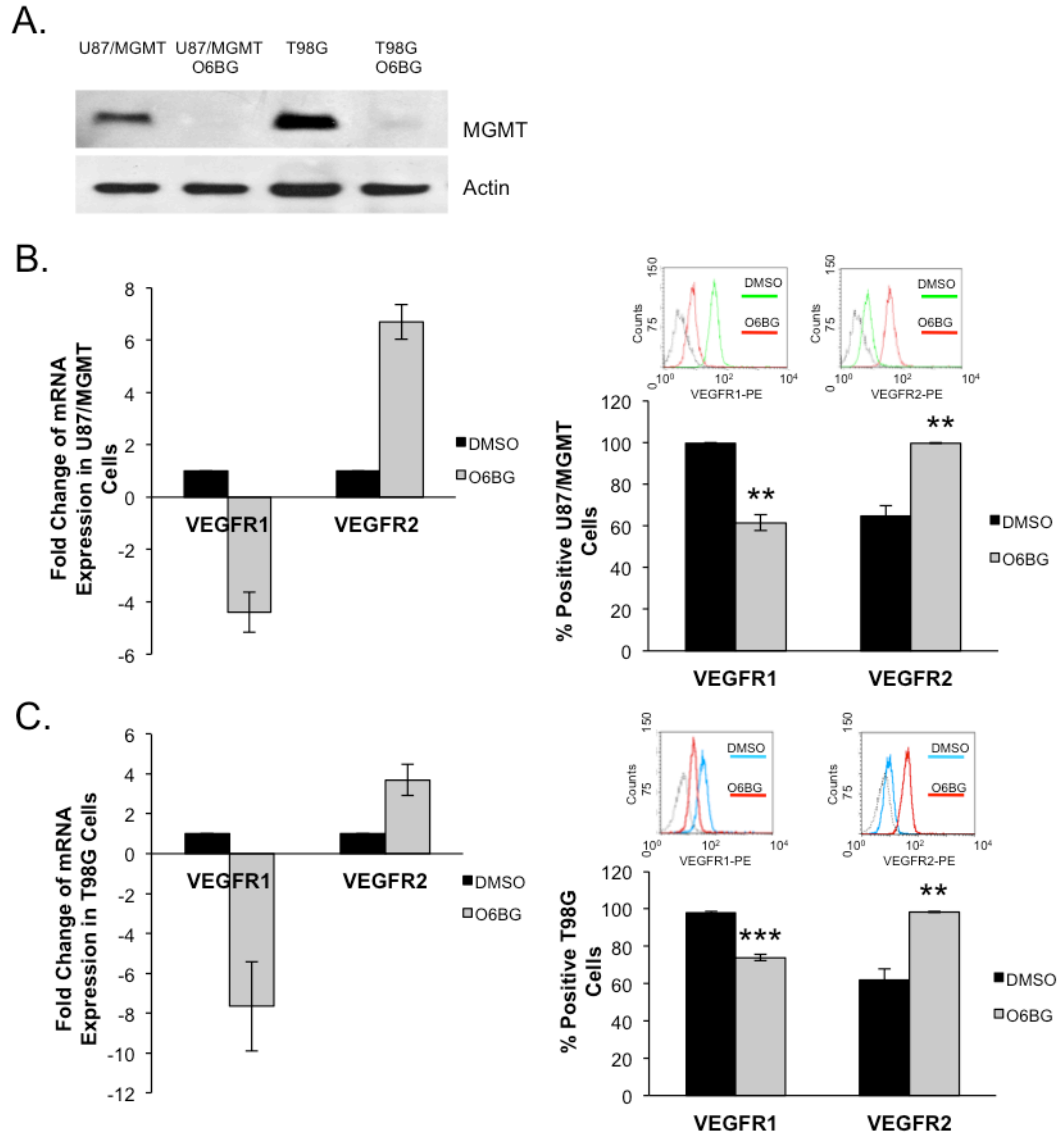 A.
U87/MGMT U87/MGMT O6BG T98G T98G O6BG
MGMT
Actin
B.
Fold Change of mRNA
Expression in U87/MGMT
Cells
8
6
4
2
0
-2
-4
-6
VEGFR1 VEGFR2
DMSO
O6BG
Counts
150
75
0
10^0 10^2 10^4
VEGFR1-PE
DMSO
O6BG
Counts
150
75
0
10^0 10^2 10^4
VEGFR2-PE
DMSO
O6BG
% Positive U87/MGMT
Cells
120
100
80
60
40
20
0
**
**
VEGFR1 VEGFR2
DMSO
O6BG
C.
Fold Change of mRNA
Expression in T98G Cells
6
4
2
0
-2
-4
-6
-8
-10
-12
VEGFR1 VEGFR2
DMSO
O6BG
Counts
150
75
0
10^0 10^2 10^4
VEGFR1-PE
DMSO
O6BG
Counts
150
75
0
10^0 10^2 10^4
VEGFR2-PE
DMSO
O6BG
% Positive T98G
Cells
120
100
80
60
40
20
0
***
**
VEGFR1 VEGFR2
DMSO
O6BG